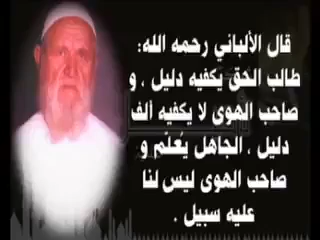 قال الألباني رحمه الله:
طالب الحق يكفيه دليل ، و
صاحب الهوى لا يكفيه ألف
دليل ، الجاهل يُعلّم و
صاحب الهوى ليس لنا
عليه سبيل .